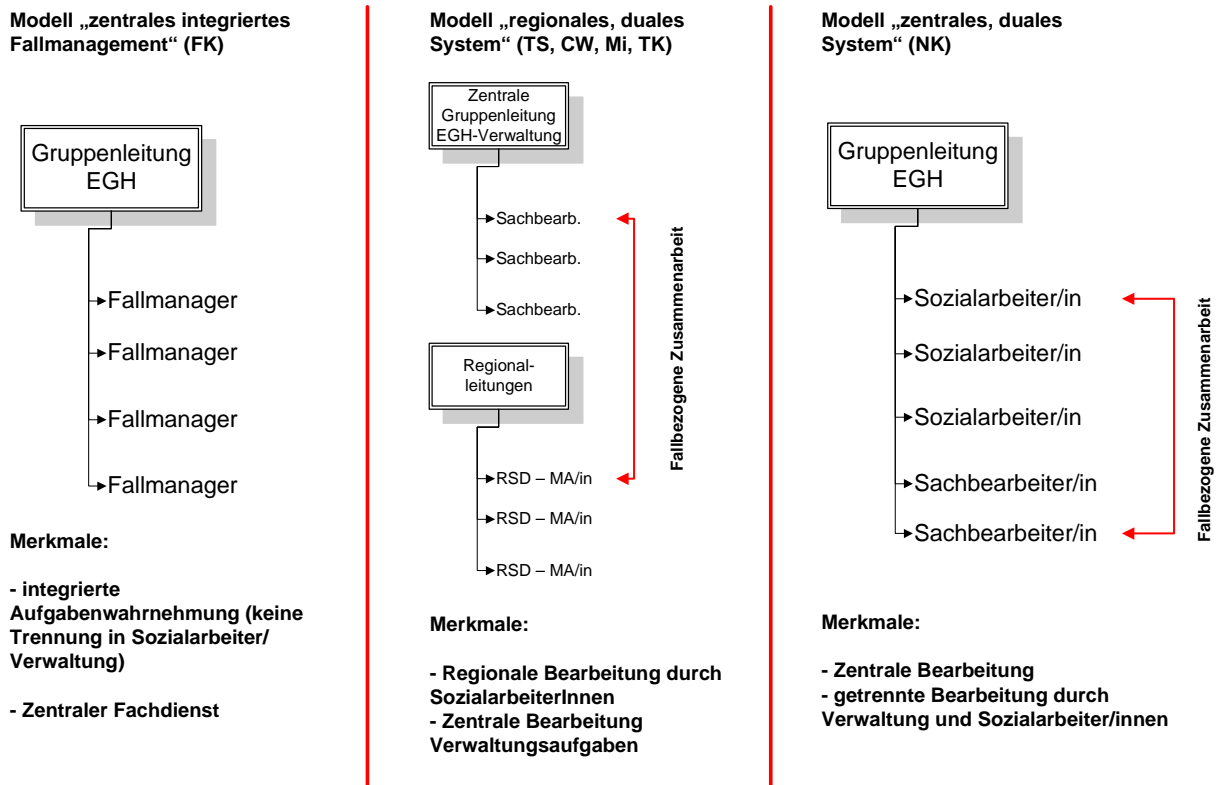 Modell „zentrales integriertes
Fallmanagement“ (FK)
Gruppenleitung
EGH
Fallmanager
Fallmanager
Fallmanager
Fallmanager
Merkmale:
- integrierte
Aufgabenwahrnehmung (keine
Trennung in Sozialarbeiter/
Verwaltung)
- Zentraler Fachdienst
Modell „regionales, duales
System“ (TS, CW, Mi, TK)
Zentrale
Gruppenleitung
EGH-Verwaltung
Sachbearb.
Sachbearb.
Sachbearb.
Regional-
leitungen
RSD – MA/in
RSD – MA/in
RSD – MA/in
Fallbezogene Zusammenarbeit
Merkmale:
- Regionale Bearbeitung durch
SozialarbeiterInnen
- Zentrale Bearbeitung
Verwaltungsaufgaben
Modell „zentrales, duales
System“ (NK)
Gruppenleitung
EGH
Sozialarbeiter/in
Sozialarbeiter/in
Sozialarbeiter/in
Sachbearbeiter/in
Sachbearbeiter/in
Fallbezogene Zusammenarbeit
Merkmale:
- Zentrale Bearbeitung
- getrennte Bearbeitung durch
Verwaltung und Sozialarbeiter/innen